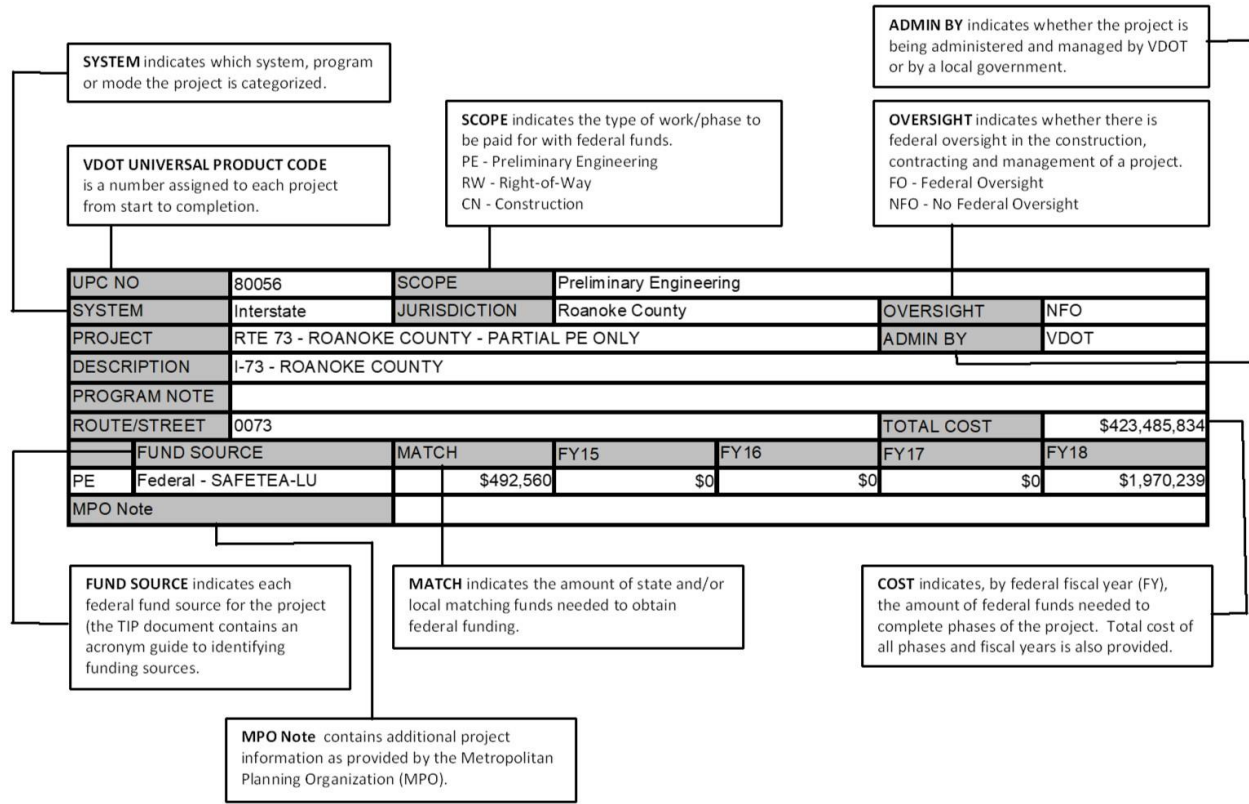 ADMIN BY indicates whether the project is
being administered and managed by VDOT
or by a local government.
SYSTEM indicates which system, program
or mode the project is categorized.
SCOPE indicates the type of work/phase to
be paid for with federal funds.
PE - Preliminary Engineering
RW - Right-of-Way
CN - Construction
OVERSIGHT indicates whether there is
federal oversight in the construction,
contracting and management of a project.
FO - Federal Oversight
NFO - No Federal Oversight
VDOT UNIVERSAL PRODUCT CODE
is a number assigned to each project
from start to completion.
UPC NO 80056 SCOPE Preliminary Engineering
SYSTEM Interstate JURISDICTION Roanoke County OVERSIGHT NFO
PROJECT RTE 73 - ROANOKE COUNTY - PARTIAL PE ONLY ADMIN BY VDOT
DESCRIPTION I-73 - ROANOKE COUNTY
PROGRAM NOTE
ROUTE/STREET 0073 TOTAL COST $423,485,834
FUND SOURCE MATCH FY15 FY16 FY17 FY18
PE Federal - SAFETEA-LU $492,560 $0 $0 $0 $1,970,239
MPO Note
FUND SOURCE indicates each
federal fund source for the project
(the TIP document contains an
acronym guide to identifying
funding sources.
MATCH indicates the amount of state and/or
local matching funds needed to obtain
federal funding.
COST indicates, by federal fiscal year (FY),
the amount of federal funds needed to
complete phases of the project. Total cost of
all phases and fiscal years is also provided.
MPO Note contains additional project
information as provided by the Metropolitan
Planning Organization (MPO).